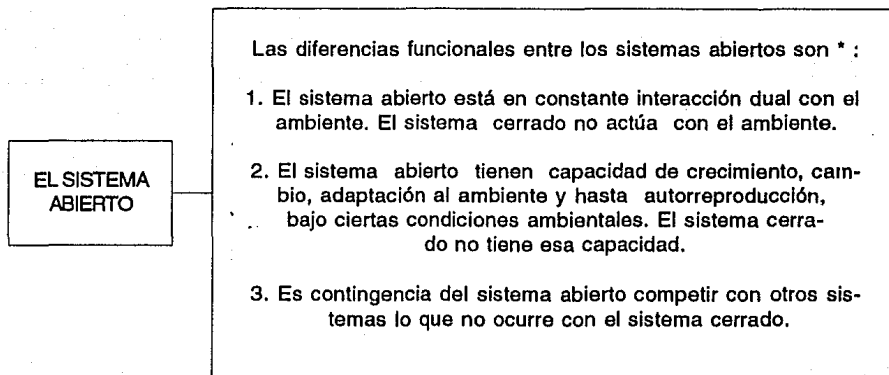 Las diferencias funcionales entre los sistemas abiertos son * :
1. El sistema abierto está en constante interacción dual con el
ambiente. El sistema cerrado no actúa con el ambiente.
EL SISTEMA
ABIERTO
2. El sistema abierto tienen capacidad de crecimiento, cam-
bio, adaptación al ambiente y hasta autorreproducción,
bajo ciertas condiciones ambientales. El sistema cerra-
do no tiene esa capacidad.
3. Es contingencia del sistema abierto competir con otros sis-
temas lo que no ocurre con el sistema cerrado.